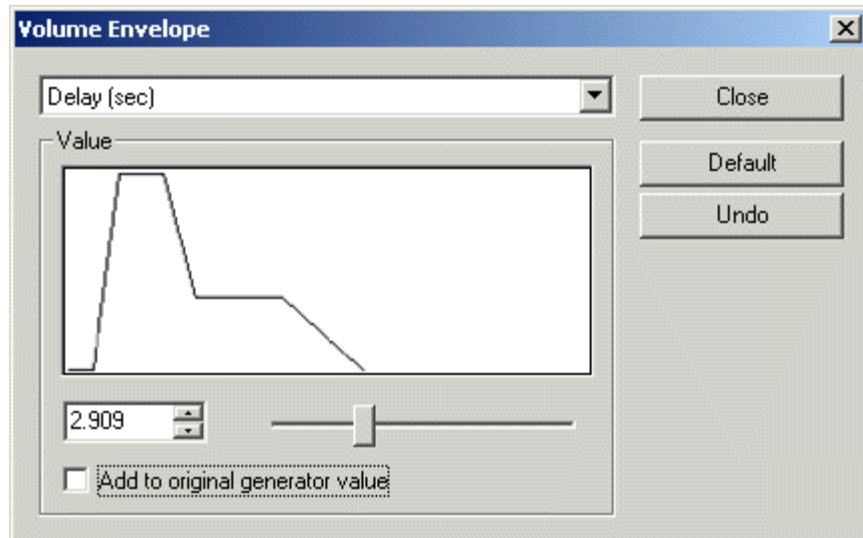 Volume Envelope
Delay (sec)
Close
Value
Default
Undo
2.909
Add to original generator value